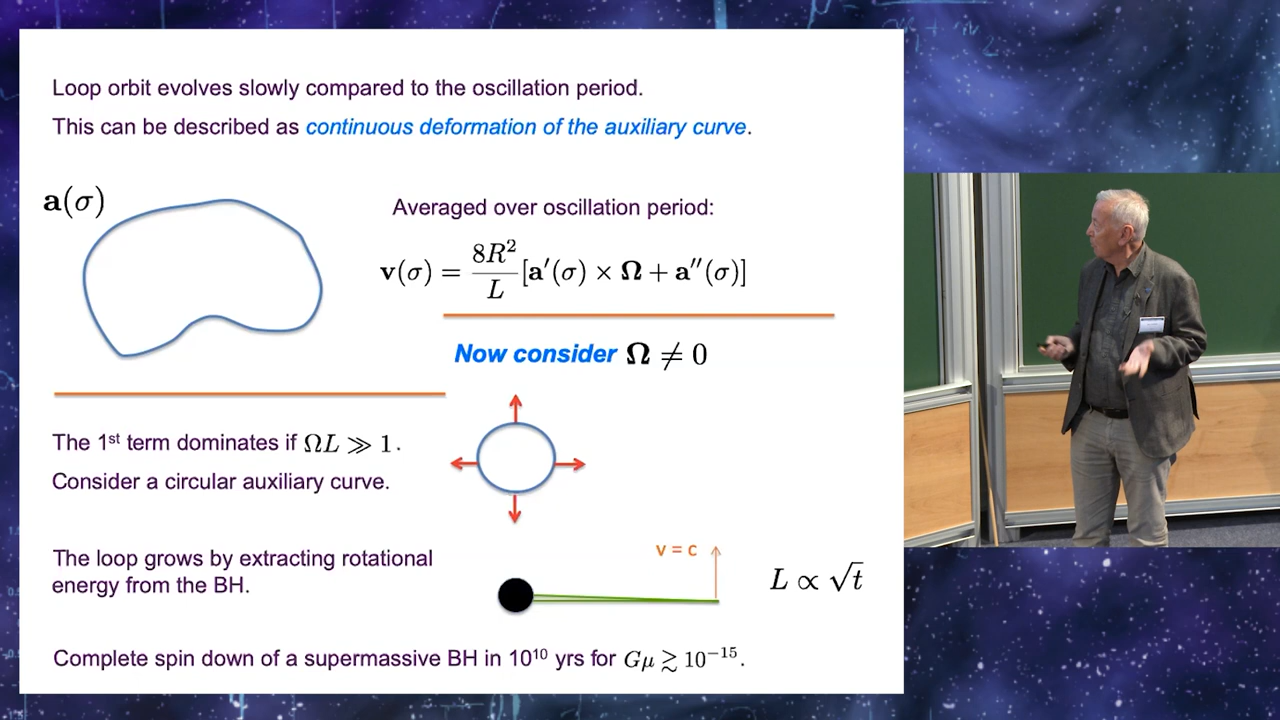 Loop orbit evolves slowly compared to the oscillation period.
This can be described as continuous deformation of the auxiliary curve.
a(σ)
Averaged over oscillation period:
v(σ) = 8R²/L [a′(σ) × Ω + a′′(σ)]
Now consider Ω ≠ 0
The 1st term dominates if ΩL ≫ 1.
Consider a circular auxiliary curve.
The loop grows by extracting rotational
energy from the BH.
v = c
L ∝ √t
Complete spin down of a supermassive BH in 10¹⁰ yrs for Gμ ≳ 10⁻¹⁵.